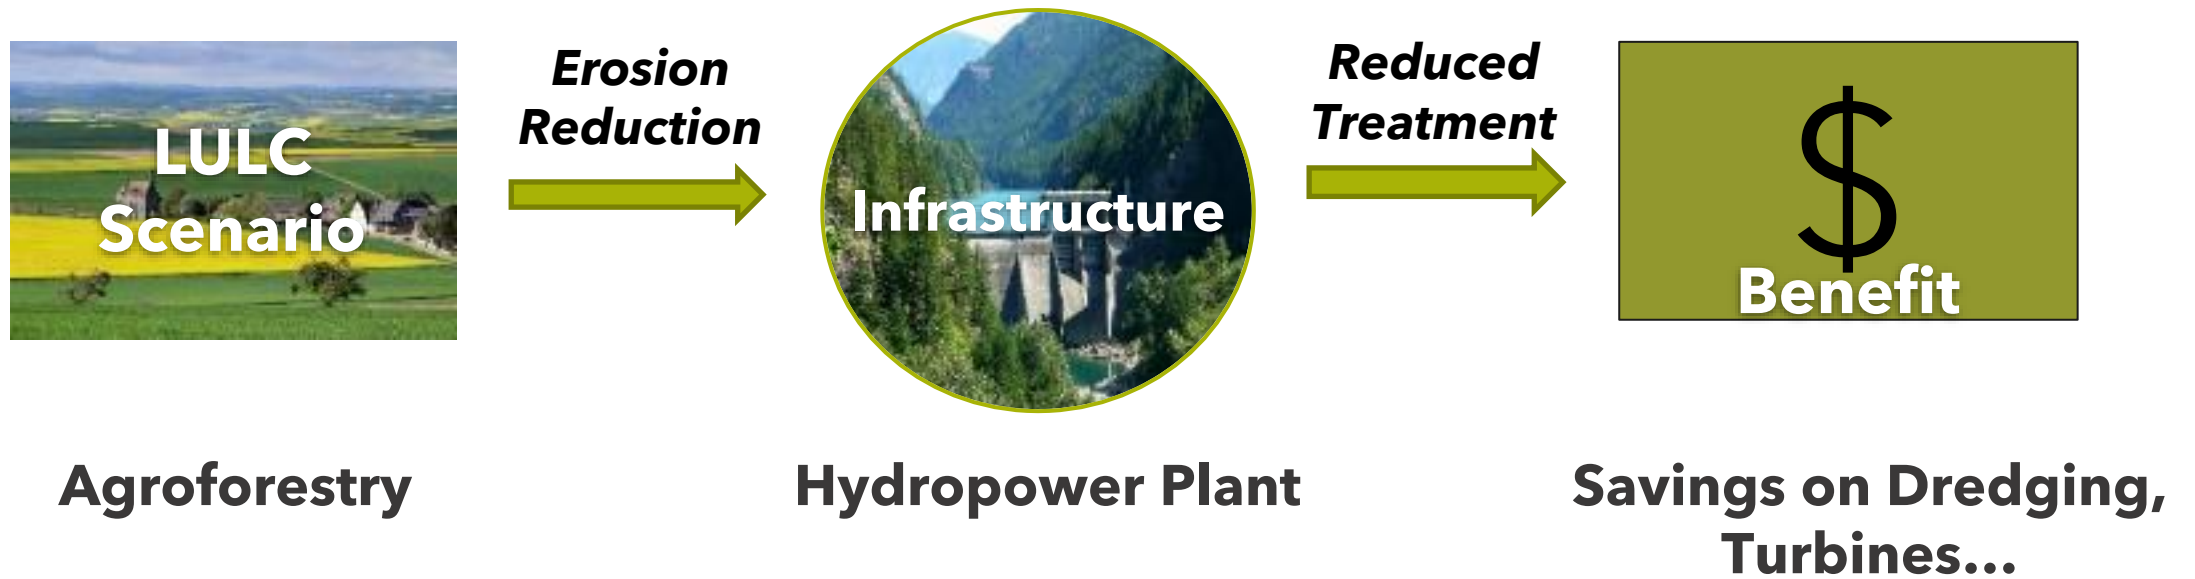 LULC
Scenario
Erosion
Reduction
Infrastructure
Reduced
Treatment
$
Benefit
Agroforestry
Hydropower Plant
Savings on Dredging,
Turbines...